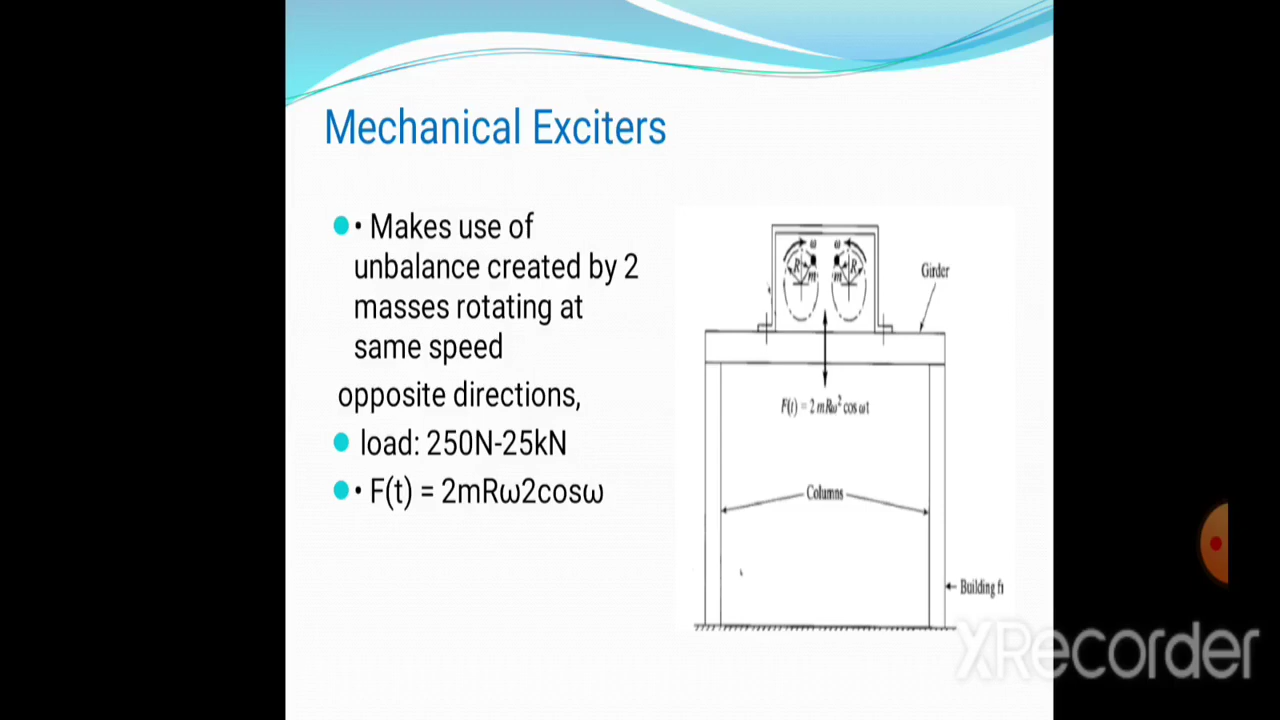 Mechanical Exciters
• Makes use of
unbalance created by 2
masses rotating at
same speed
opposite directions,
load: 250N-25kN
• F(t) = 2mRω2cosω
ω ω
R R
m m
Girder
F(t) = 2 mRω² cos ωt
Columns
Building fi
XRecorder